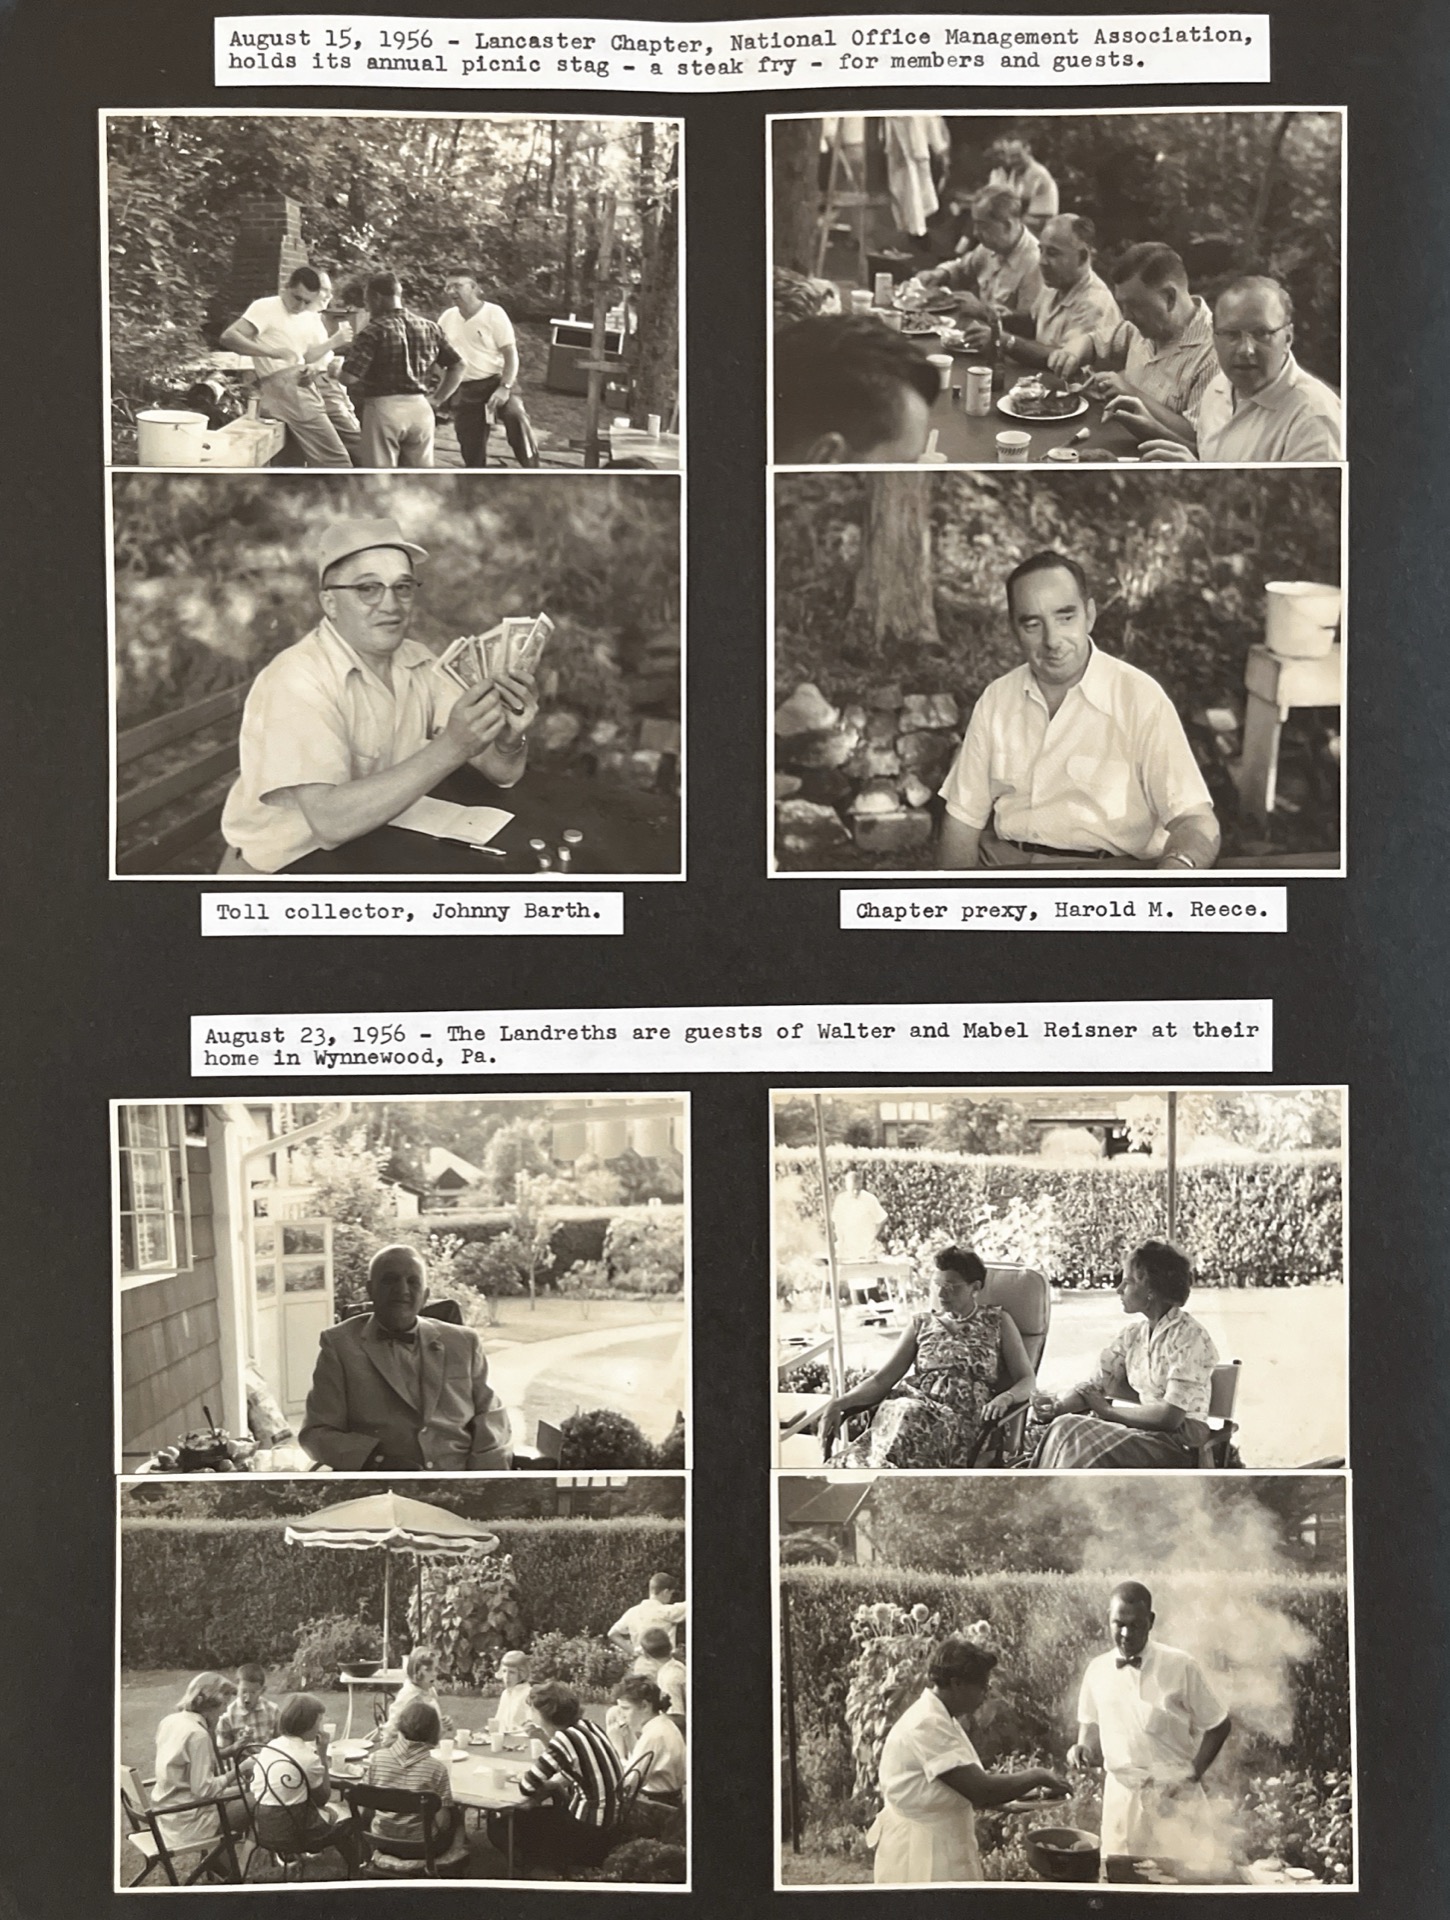 August 15, 1956 - Lancaster Chapter, National Office Management Association,
holds its annual picnic stag - a steak fry - for members and guests.
Toll collector, Johnny Barth.
Chapter prexy, Harold M. Reece.
August 23, 1956 - The Landreths are guests of Walter and Mabel Reisner at their
home in Wynnewood, Pa.